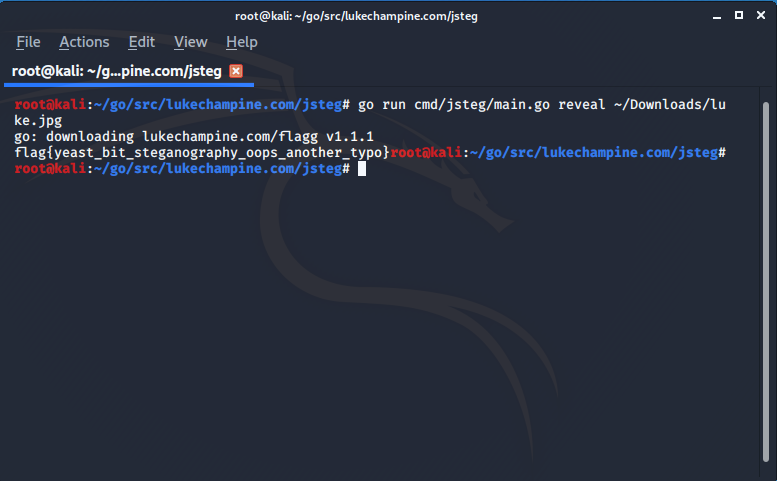 root@kali: ~/go/src/lukechampine.com/jsteg
File Actions Edit View Help
root@kali: ~/g…pine.com/jsteg
root@kali:~/go/src/lukechampine.com/jsteg# go run cmd/jsteg/main.go reveal ~/Downloads/lu
ke.jpg
go: downloading lukechampine.com/flagg v1.1.1
flag{yeast_bit_steganography_oops_another_typo}root@kali:~/go/src/lukechampine.com/jsteg#
root@kali:~/go/src/lukechampine.com/jsteg#